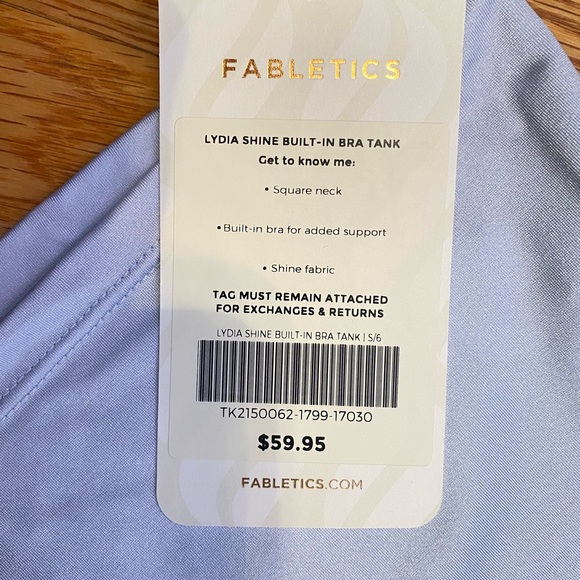 FABLETICS
LYDIA SHINE BUILT-IN BRA TANK
Get to know me:
• Square neck
• Built-in bra for added support
• Shine fabric
TAG MUST REMAIN ATTACHED
FOR EXCHANGES & RETURNS
LYDIA SHINE BUILT-IN BRA TANK | S/6
TK2150062-1799-17030
$59.95
FABLETICS.COM